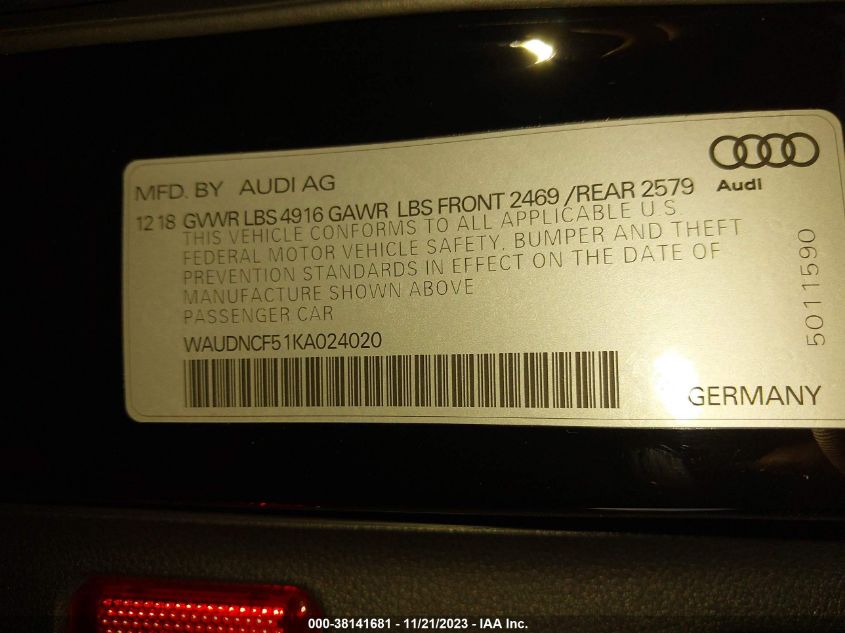 Audi
MFD. BY AUDI AG
12 18 GVWR LBS 4916 GAWR LBS FRONT 2469 /REAR 2579
THIS VEHICLE CONFORMS TO ALL APPLICABLE U.S.
FEDERAL MOTOR VEHICLE SAFETY, BUMPER AND THEFT
PREVENTION STANDARDS IN EFFECT ON THE DATE OF
MANUFACTURE SHOWN ABOVE
PASSENGER CAR
WAUDNCF51KA024020
5011590
GERMANY
000-38141681 - 11/21/2023 - IAA Inc.